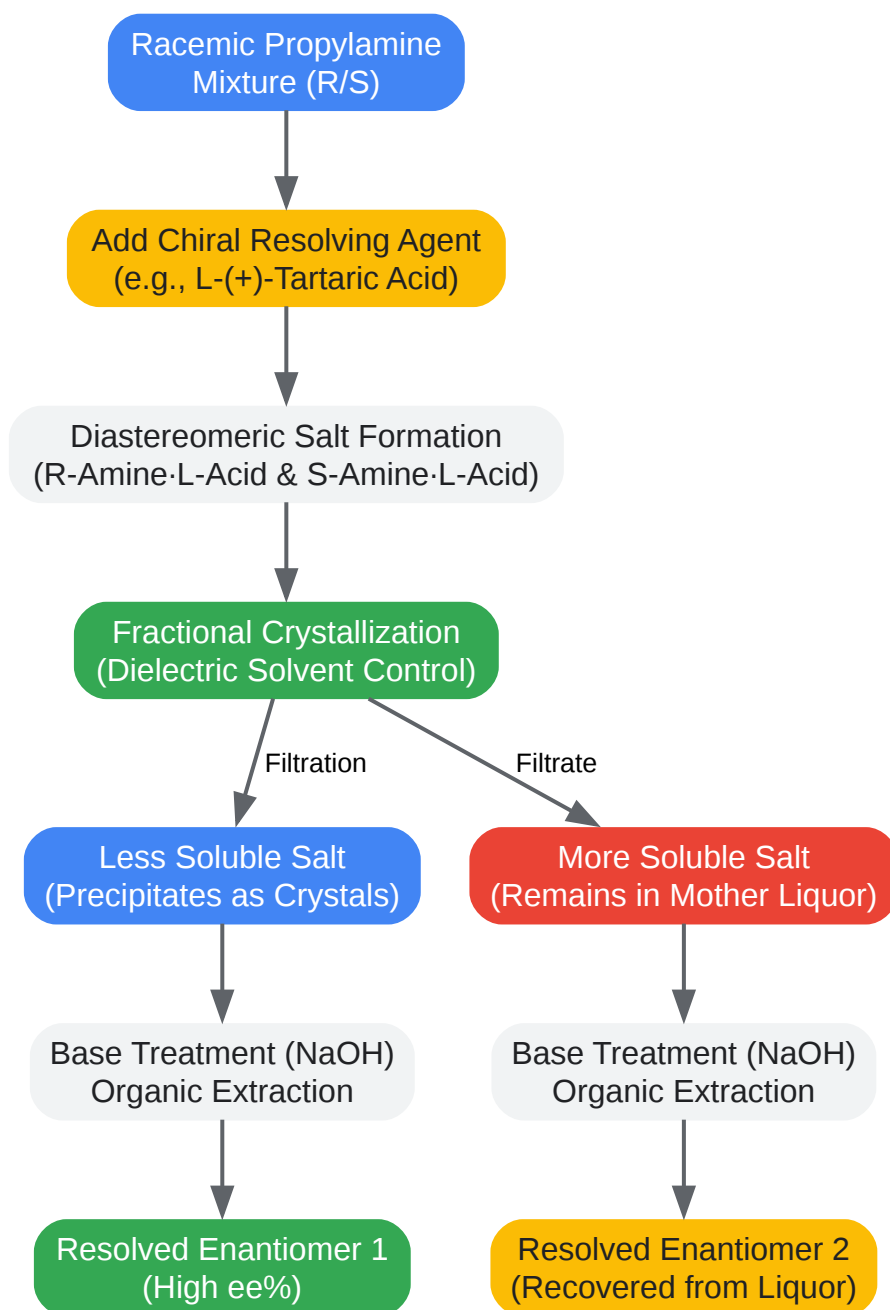 Racemic Propylamine
Mixture (R/S)
Add Chiral Resolving Agent
(e.g., L-(+)-Tartaric Acid)
Diastereomeric Salt Formation
(R-Amine·L-Acid & S-Amine·L-Acid)
Fractional Crystallization
(Dielectric Solvent Control)
Filtration
Filtrate
Less Soluble Salt
(Precipitates as Crystals)
More Soluble Salt
(Remains in Mother Liquor)
Base Treatment (NaOH)
Organic Extraction
Base Treatment (NaOH)
Organic Extraction
Resolved Enantiomer 1
(High ee%)
Resolved Enantiomer 2
(Recovered from Liquor)